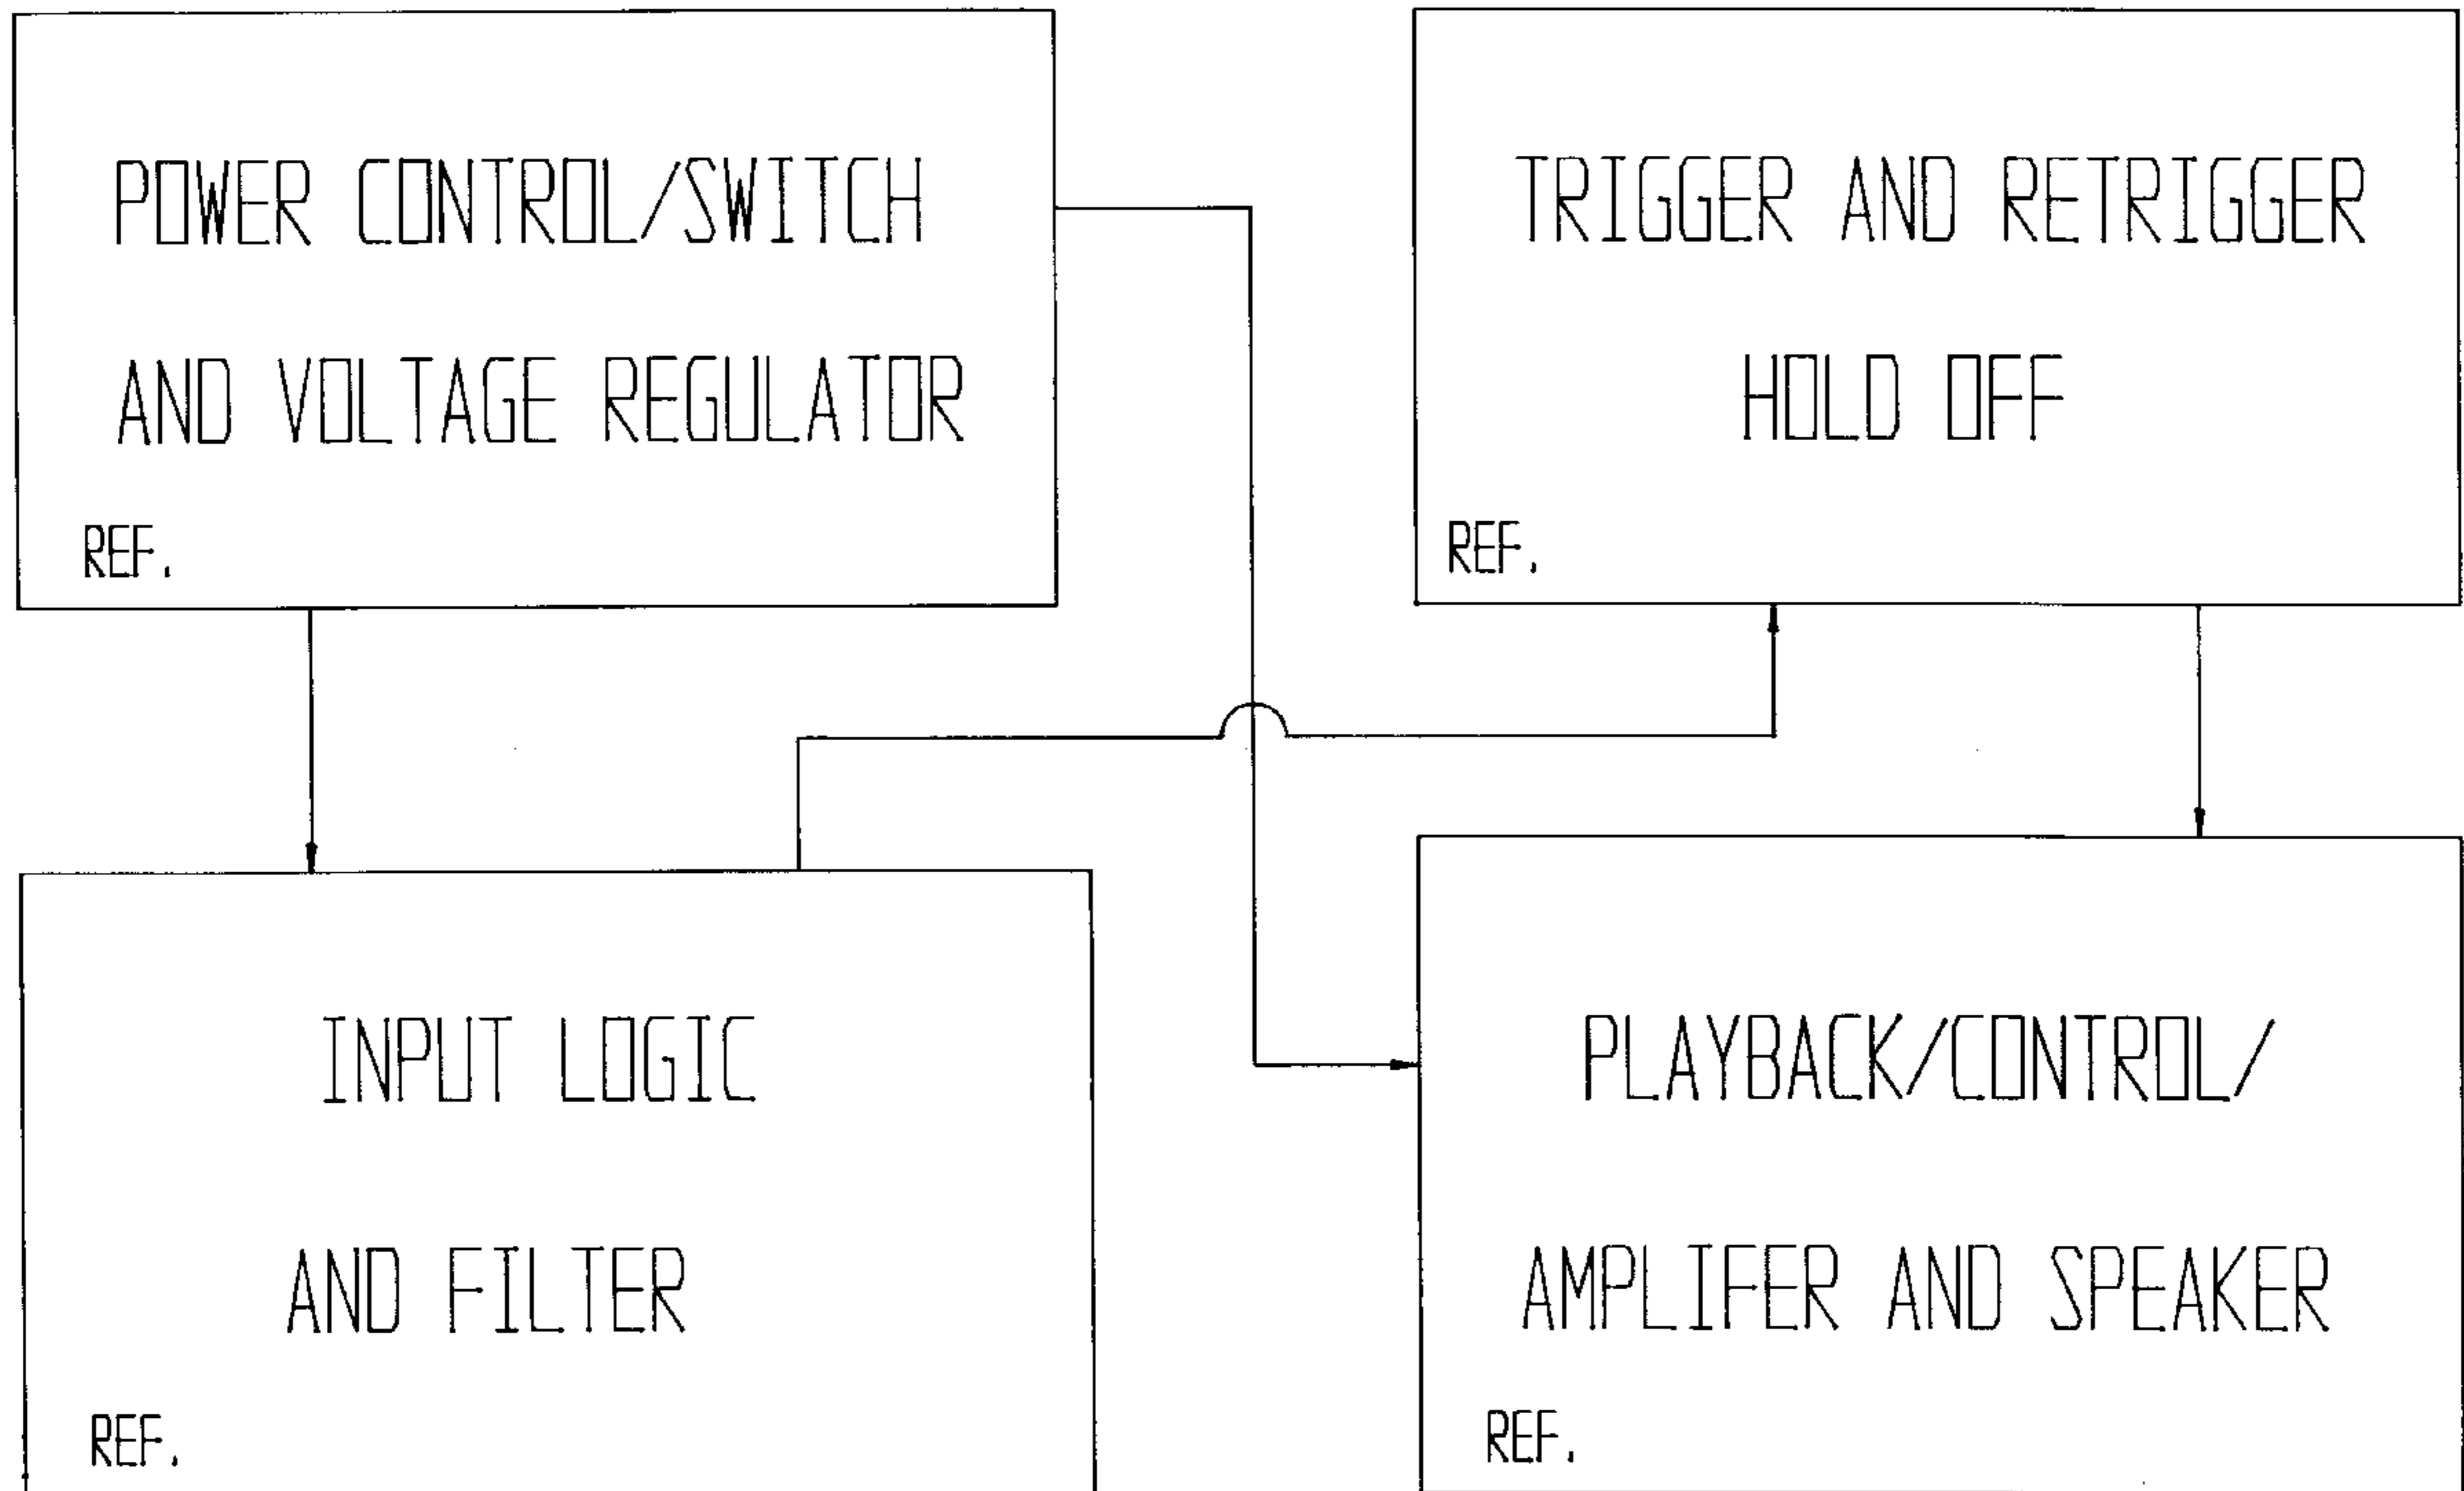 POWER CONTROL/SWITCH
AND VOLTAGE REGULATOR
REF.
TRIGGER AND RETRIGGER
HOLD OFF
REF.
INPUT LOGIC
AND FILTER
REF.
PLAYBACK/CONTROL/
AMPLIFER AND SPEAKER
REF.